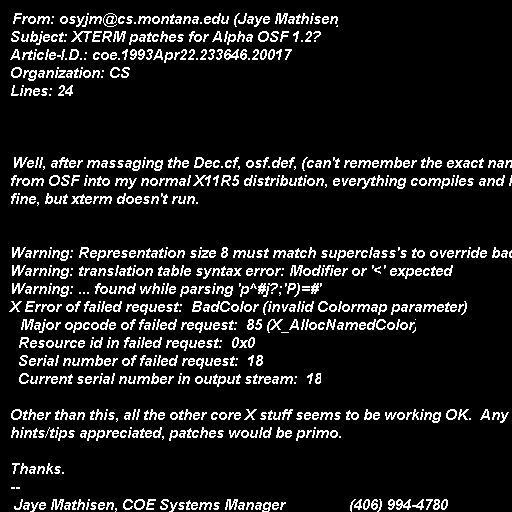 From: osyjm@cs.montana.edu (Jaye Mathisen)
Subject: XTERM patches for Alpha OSF 1.2?
Article-I.D.: coe.1993Apr22.233646.20017
Organization: CS
Lines: 24
Well, after massaging the Dec.cf, osf.def, (can't remember the exact
from OSF into my normal X11R5 distribution, everything compiles and
fine, but xterm doesn't run.
Warning: Representation size 8 must match superclass's to override
Warning: translation table syntax error: Modifier or '<' expected
Warning: ... found while parsing 'p^#j?;'P)=#'
X Error of failed request:  BadColor (invalid Colormap parameter)
Major opcode of failed request:  85 (X_AllocNamedColor)
Resource id in failed request:  0x0
Serial number of failed request:  18
Current serial number in output stream:  18
Other than this, all the other core X stuff seems to be working OK.  Any
hints/tips appreciated, patches would be primo.
Thanks.
--
Jaye Mathisen, COE Systems Manager (406) 994-4780